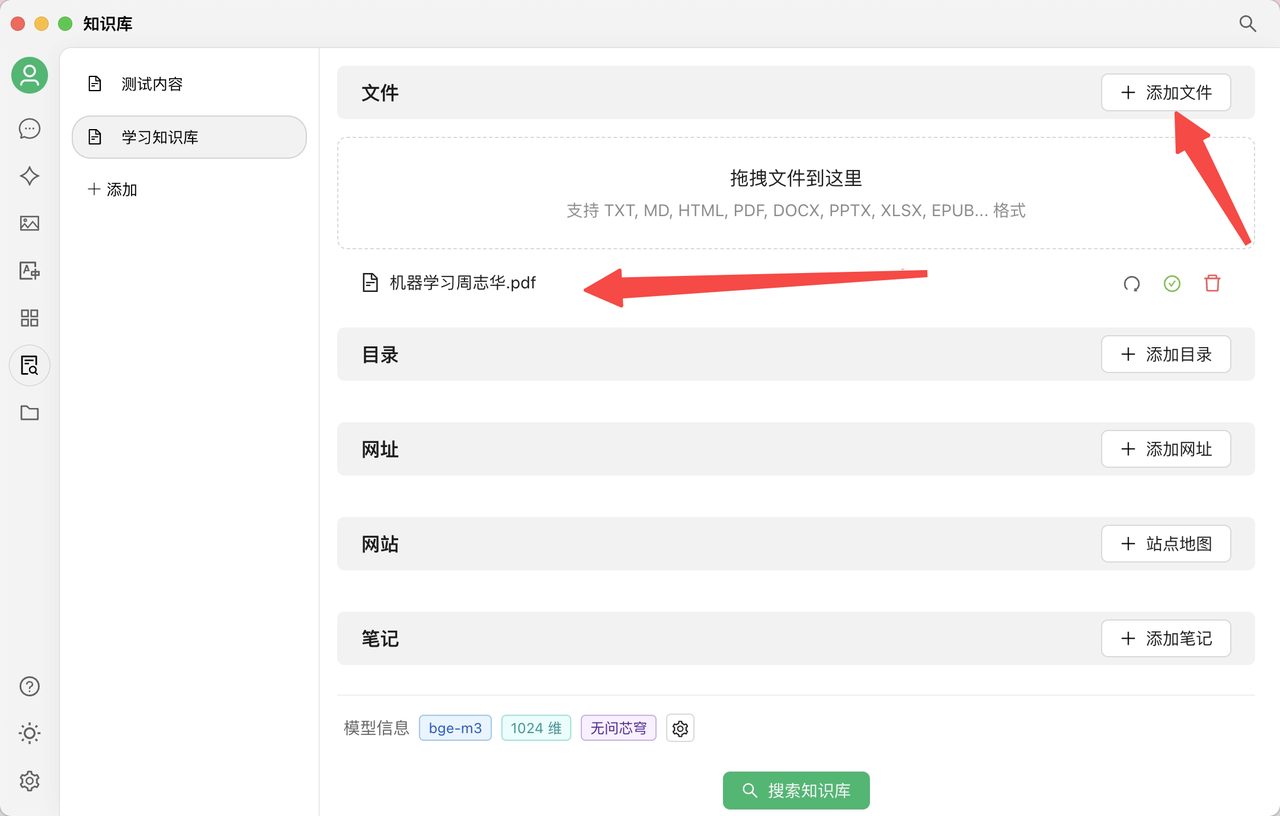 知识库
测试内容
学习知识库
添加
文件
添加文件
拖拽文件到这里
支持 TXT, MD, HTML, PDF, DOCX, PPTX, XLSX, EPUB... 格式
机器学习周志华.pdf
目录
添加目录
网址
添加网址
网站
站点地图
笔记
添加笔记
模型信息 bge-m3 1024 维 无问芯穹
搜索知识库